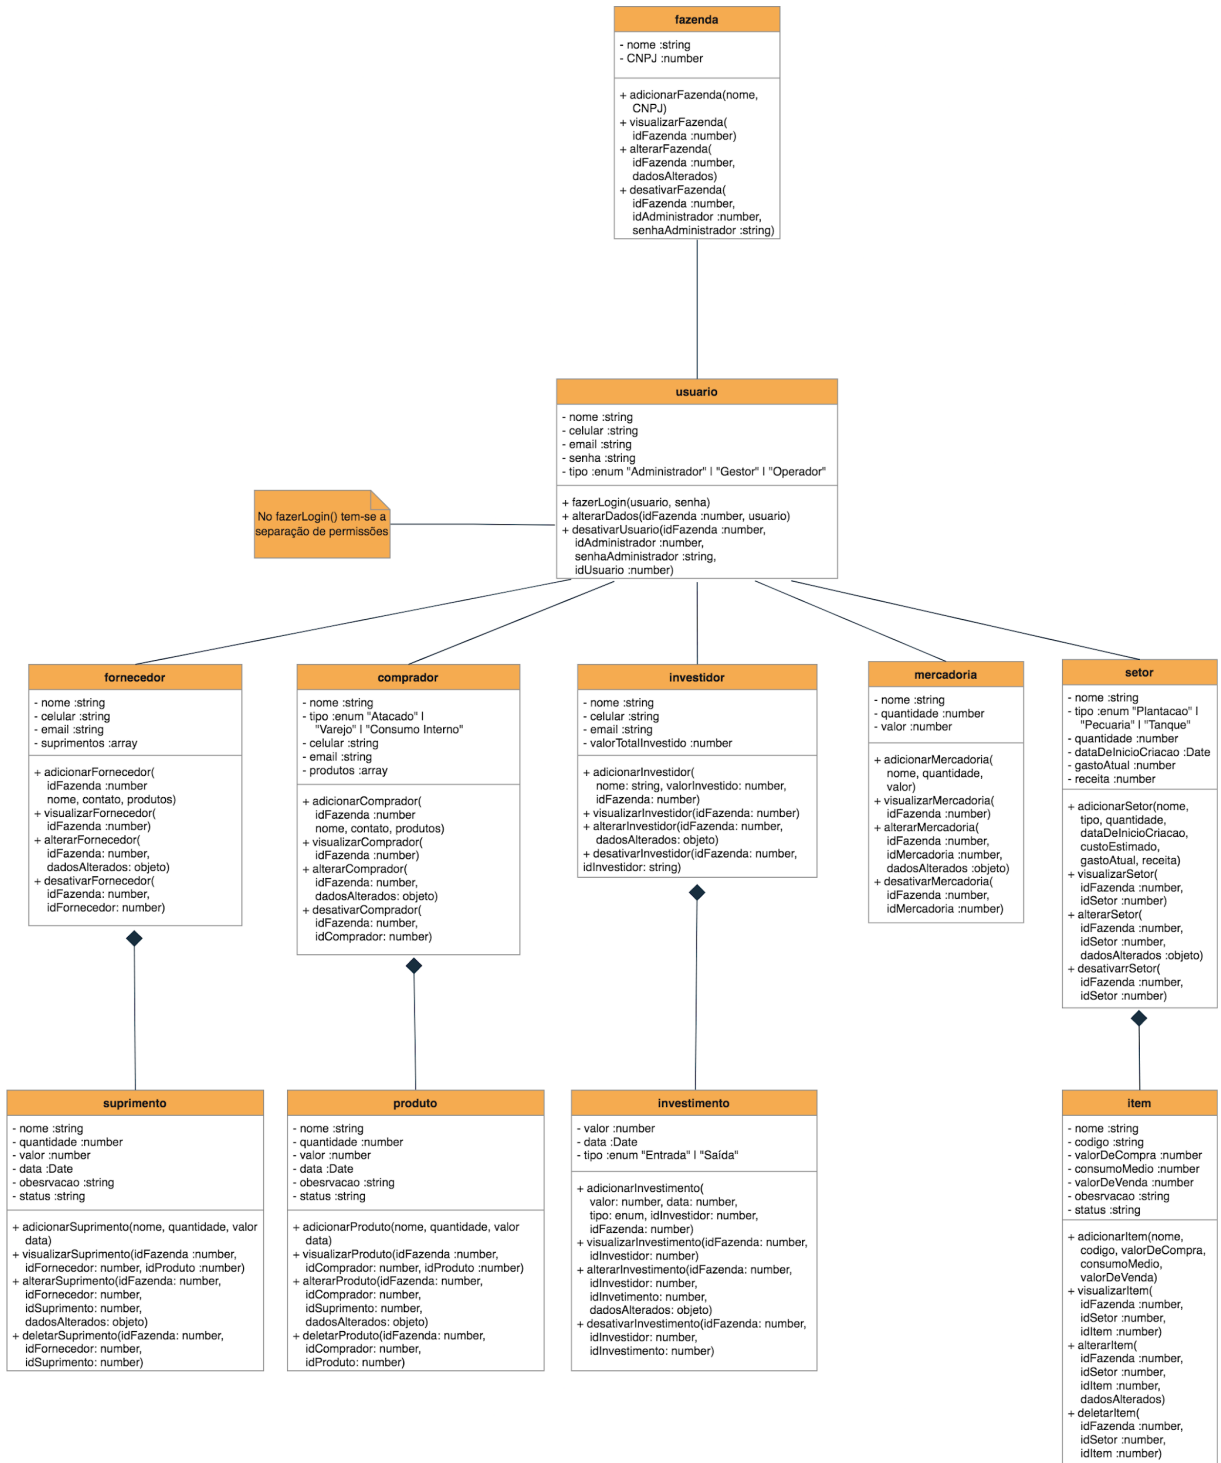 fazenda
- nome :string
- CNPJ :number
+ adicionarFazenda(nome,
CNPJ)
+ visualizarFazenda(
idFazenda :number)
+ alterarFazenda(
idFazenda :number,
dadosAlterados)
+ desativarFazenda(
idFazenda :number,
idAdministrador :number,
senhaAdministrador :string)
usuario
- nome :string
- celular :string
- email :string
- senha :string
- tipo :enum "Administrador" | "Gestor" | "Operador"
+ fazerLogin(usuario, senha)
+ alterarDados(idFazenda :number, usuario)
+ desativarUsuario(idFazenda :number,
idAdministrador :number,
senhaAdministrador :string,
idUsuario :number)
No fazerLogin() tem-se a
separação de permissões
fornecedor
- nome :string
- celular :string
- email :string
- suprimentos :array
+ adicionarFornecedor(
idFazenda :number
nome, contato, produtos)
+ visualizarFornecedor(
idFazenda :number)
+ alterarFornecedor(
idFazenda: number,
dadosAlterados: objeto)
+ desativarFornecedor(
idFazenda: number,
idFornecedor: number)
comprador
- nome :string
- tipo :enum "Atacado" |
"Varejo" | "Consumo Interno"
- celular :string
- email :string
- produtos :array
+ adicionarComprador(
idFazenda :number
nome, contato, produtos)
+ visualizarComprador(
idFazenda :number)
+ alterarComprador(
idFazenda: number,
dadosAlterados: objeto)
+ desativarComprador(
idFazenda: number,
idComprador: number)
investidor
- nome :string
- celular :string
- email :string
- valorTotalInvestido :number
+ adicionarInvestidor(
nome: string, valorInvestido: number,
idFazenda: number)
+ visualizarInvestidor(idFazenda: number)
+ alterarInvestidor(idFazenda: number,
dadosAlterados: objeto)
+ desativarInvestidor(idFazenda: number,
idInvestidor: string)
mercadoria
- nome :string
- quantidade :number
- valor :number
+ adicionarMercadoria(
nome, quantidade,
valor)
+ visualizarMercadoria(
idFazenda :number)
+ alterarMercadoria(
idFazenda :number,
idMercadoria :number,
dadosAlterados :objeto)
+ desativarMercadoria(
idFazenda :number,
idMercadoria :number)
setor
- nome :string
- tipo :enum "Plantacao" |
"Pecuaria" | "Tanque"
- quantidade :number
- dataDeInicioCriacao :Date
- gastoAtual :number
- receita :number
+ adicionarSetor(nome,
tipo, quantidade,
dataDeInicioCriacao,
custoEstimado,
gastoAtual, receita)
+ visualizarSetor(
idFazenda :number,
idSetor :number)
+ alterarSetor(
idFazenda :number,
idSetor :number,
dadosAlterados :objeto)
+ desativarrSetor(
idFazenda :number,
idSetor :number)
suprimento
- nome :string
- quantidade :number
- valor :number
- data :Date
- obesrvacao :string
- status :string
+ adicionarSuprimento(nome, quantidade, valor
data)
+ visualizarSuprimento(idFazenda :number,
idFornecedor: number, idProduto :number)
+ alterarSuprimento(idFazenda: number,
idFornecedor: number,
idSuprimento: number,
dadosAlterados: objeto)
+ deletarSuprimento(idFazenda: number,
idFornecedor: number,
idSuprimento: number)
produto
- nome :string
- quantidade :number
- valor :number
- data :Date
- obesrvacao :string
- status :string
+ adicionarProduto(nome, quantidade, valor
data)
+ visualizarProduto(idFazenda :number,
idComprador: number, idProduto :number)
+ alterarProduto(idFazenda: number,
idComprador: number,
idSuprimento: number,
dadosAlterados: objeto)
+ deletarProduto(idFazenda: number,
idComprador: number,
idProduto: number)
investimento
- valor :number
- data :Date
- tipo :enum "Entrada" | "Saída"
+ adicionarInvestimento(
valor: number, data: number,
tipo: enum, idInvestidor: number,
idFazenda: number)
+ visualizarInvestimento(idFazenda: number,
idInvestidor: number)
+ alterarInvestimento(idFazenda: number,
idInvestidor: number,
idInvetimento: number,
dadosAlterados: objeto)
+ desativarInvestimento(idFazenda: number,
idInvestidor: number,
idInvestimento: number)
item
- nome :string
- codigo :string
- valorDeCompra :number
- consumoMedio :number
- valorDeVenda :number
- obesrvacao :string
- status :string
+ adicionarItem(nome,
codigo, valorDeCompra,
consumoMedio,
valorDeVenda)
+ visualizarItem(
idFazenda :number,
idSetor :number,
idItem :number)
+ alterarItem(
idFazenda :number,
idSetor :number,
idItem :number,
dadosAlterados)
+ deletarItem(
idFazenda :number,
idSetor :number,
idItem :number)